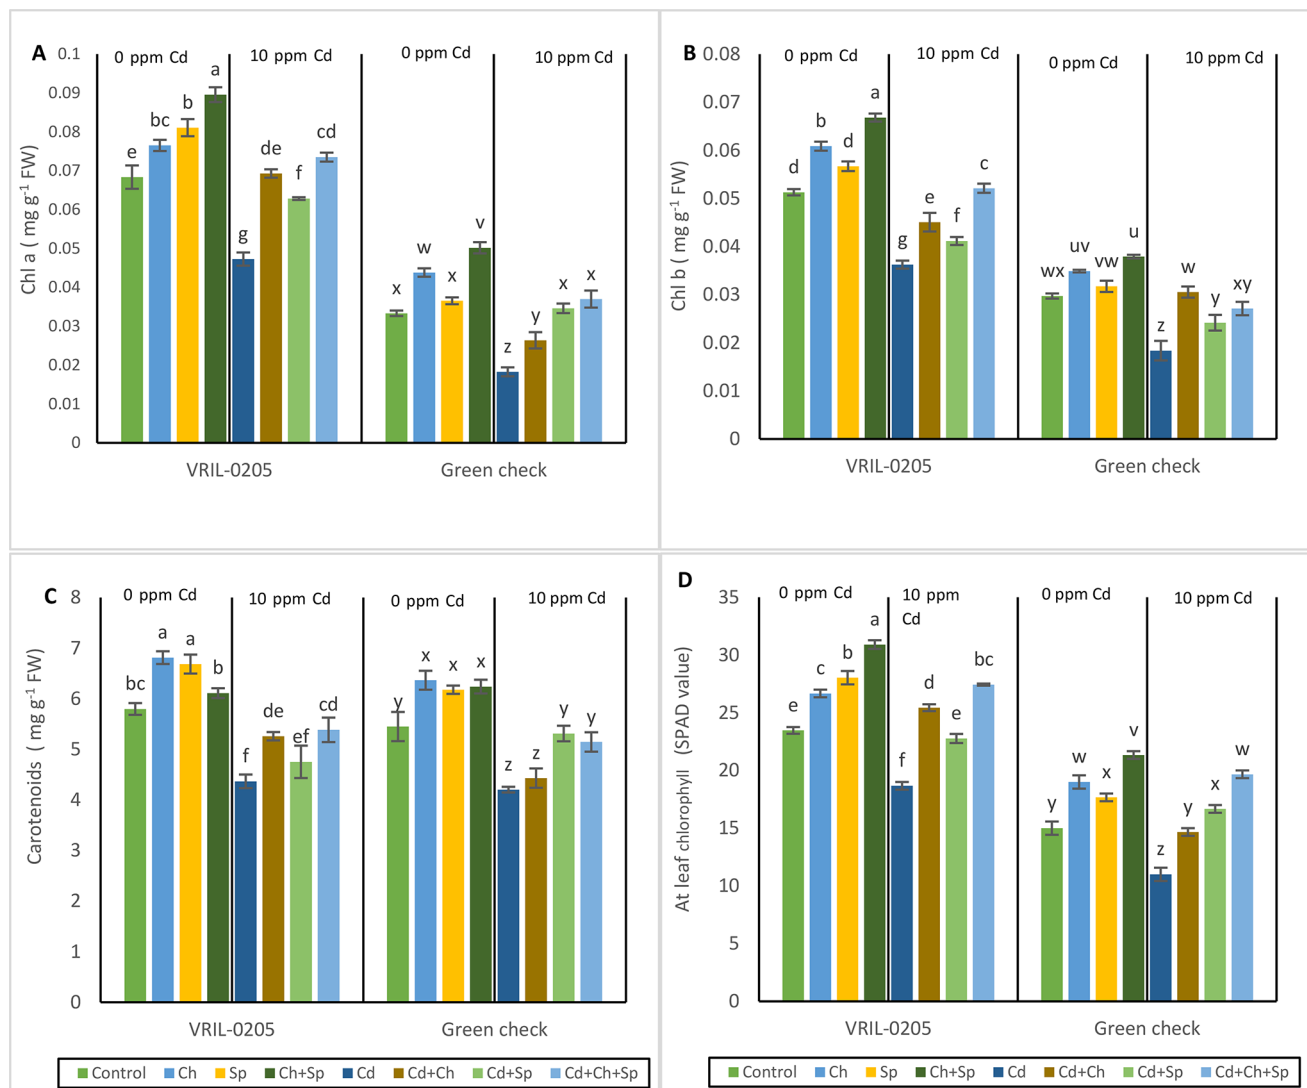 A
0 ppm Cd
10 ppm Cd
0 ppm Cd
10 ppm Cd
Chl a ( mg g-1 FW)
0.1
0.09
0.08
0.07
0.06
0.05
0.04
0.03
0.02
0.01
0
e
bc
b
a
g
de
f
cd
x
w
x
v
z
y
x
x
VRIL-0205
Green check
B
0 ppm Cd
10 ppm Cd
0 ppm Cd
10 ppm Cd
Chl b ( mg g-1 FW)
0.08
0.07
0.06
0.05
0.04
0.03
0.02
0.01
0
d
b
d
a
g
e
f
c
wx
uv
vw
u
z
w
y
xy
VRIL-0205
Green check
C
0 ppm Cd
10 ppm Cd
0 ppm Cd
10 ppm Cd
Carotenoids ( mg g-1 FW)
8
7
6
5
4
3
2
1
0
bc
a
a
b
f
de
ef
cd
y
x
x
x
z
z
y
y
VRIL-0205
Green check
Control Ch Sp Ch+Sp Cd Cd+Ch Cd+Sp Cd+Ch+Sp
D
0 ppm Cd
10 ppm
Cd
0 ppm Cd
10 ppm Cd
At leaf chlorophyll (SPAD value)
35
30
25
20
15
10
5
0
e
c
b
a
f
d
e
bc
y
w
x
v
z
y
x
w
VRIL-0205
Green check
Control Ch Sp Ch+Sp Cd Cd+Ch Cd+Sp Cd+Ch+Sp